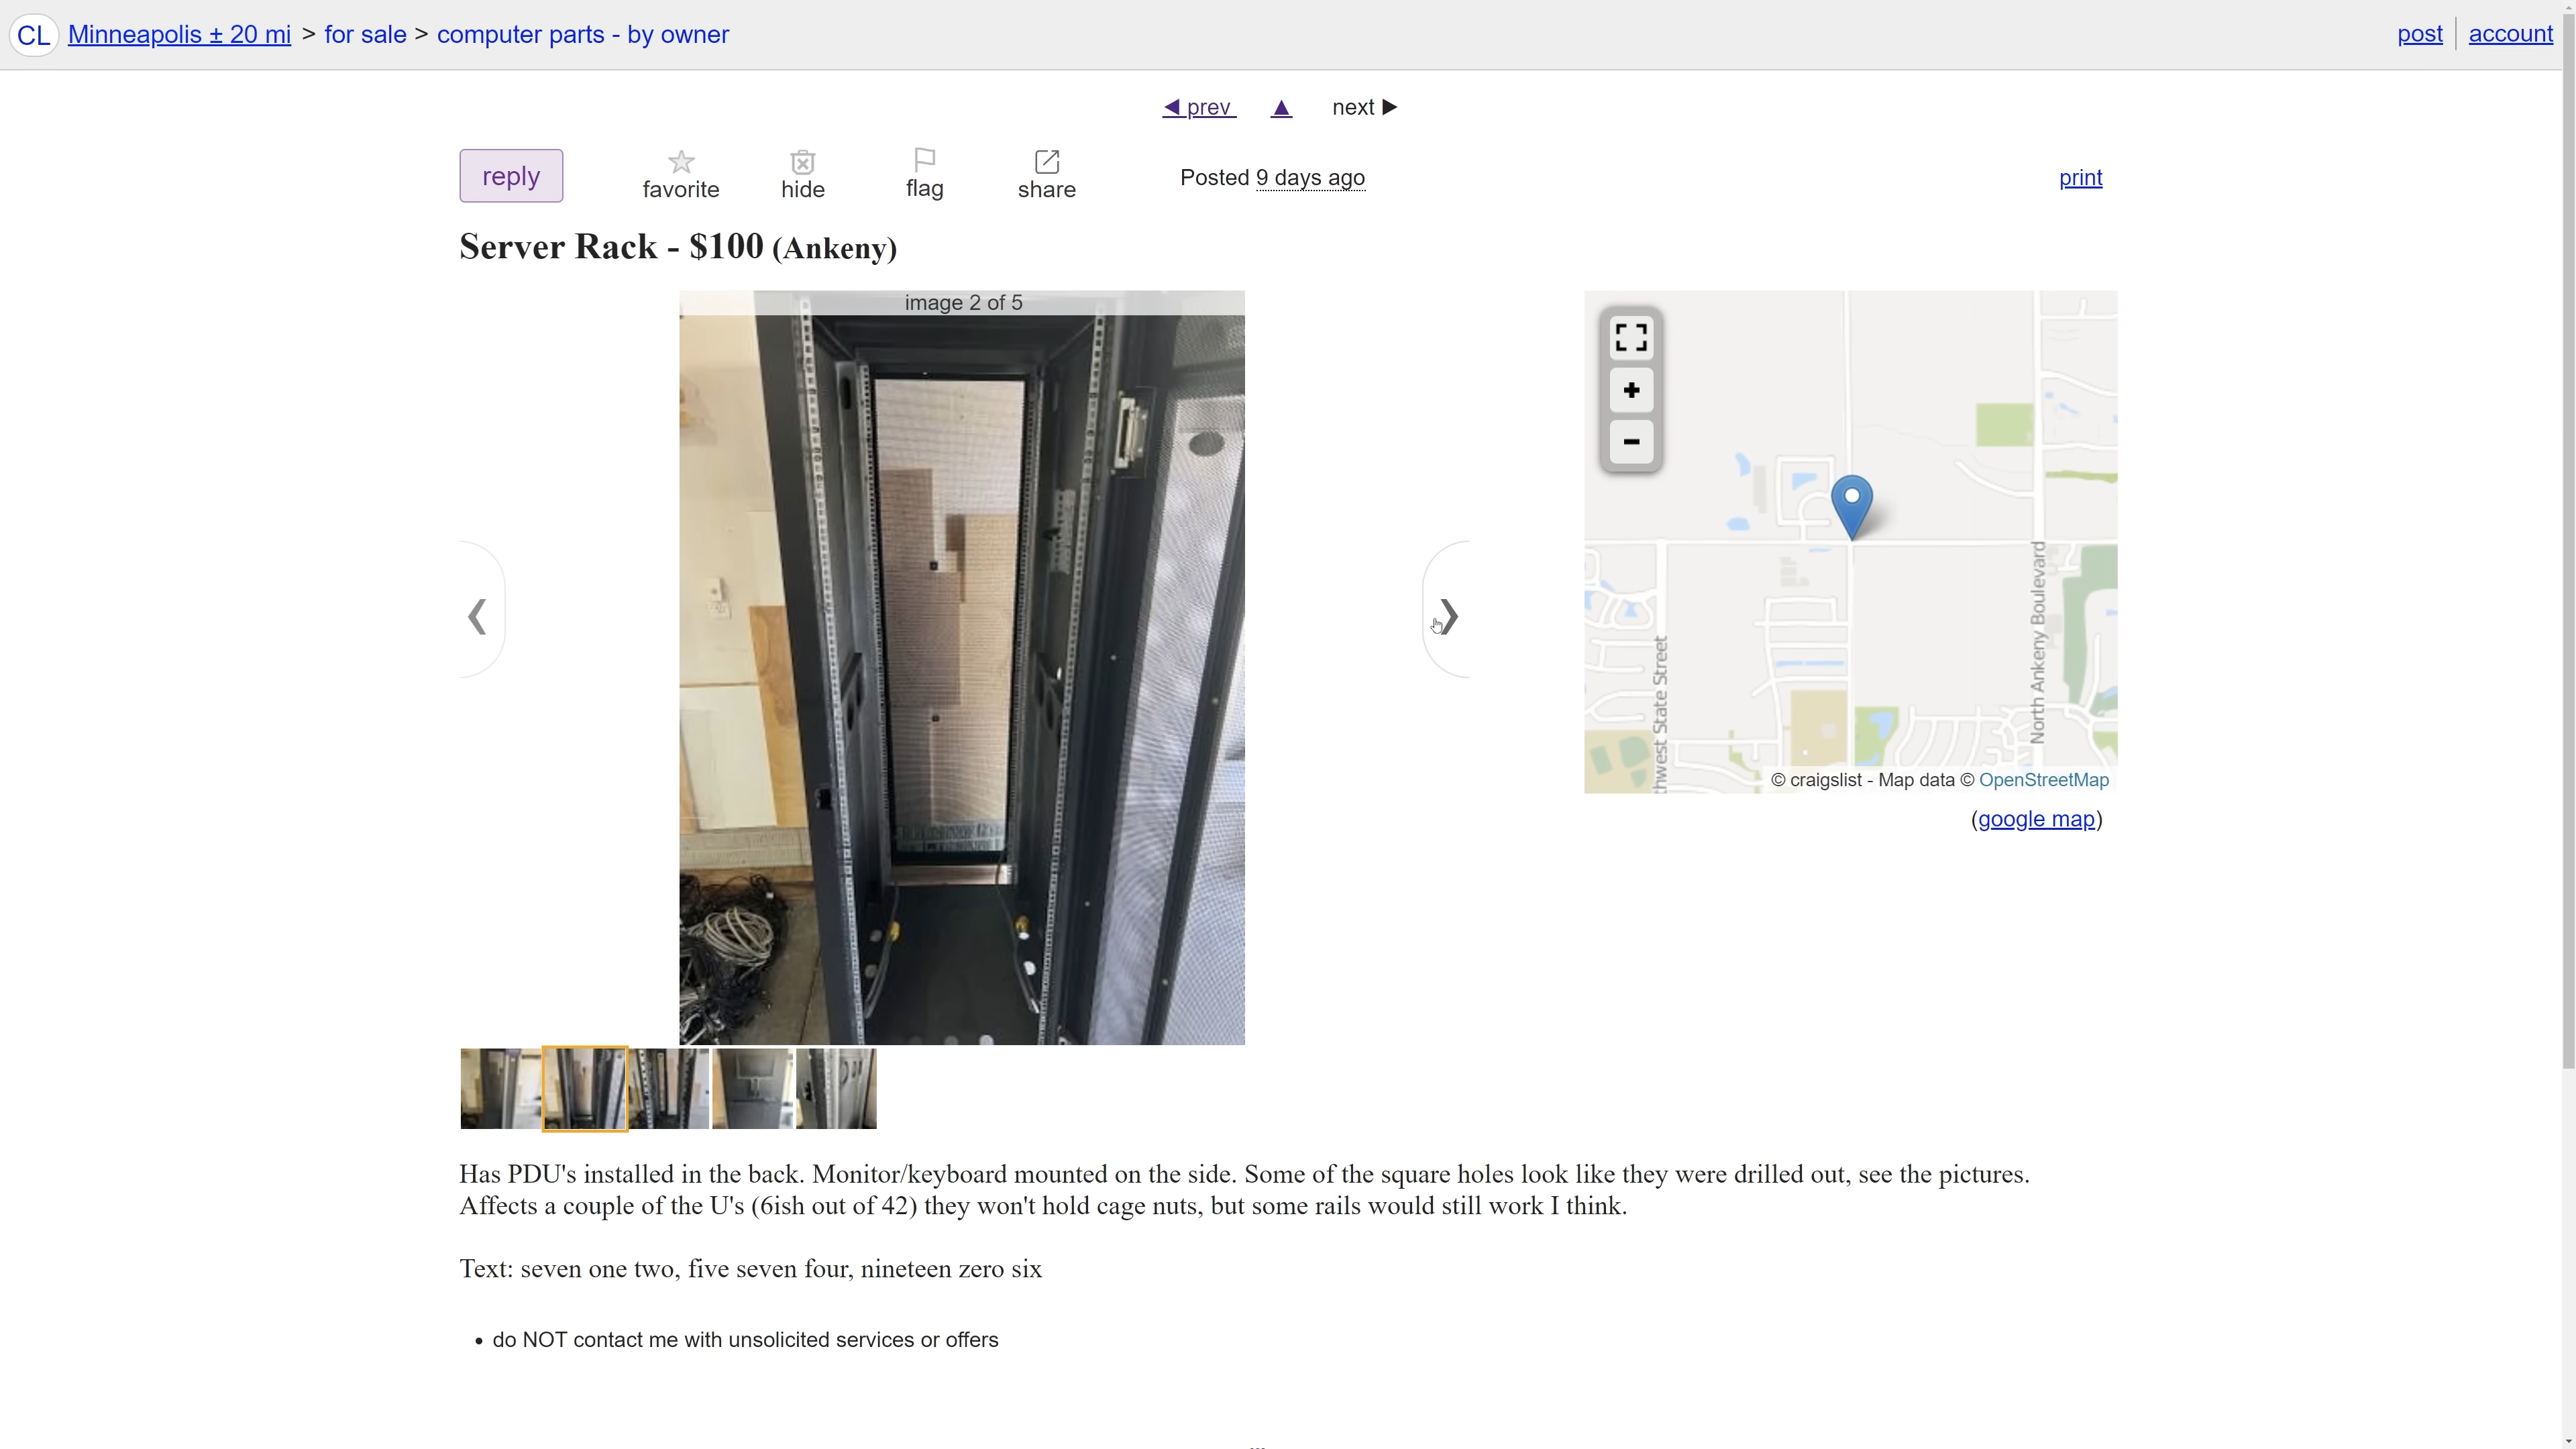 CL Minneapolis ± 20 mi > for sale > computer parts - by owner post account
prev next
reply favorite hide flag share Posted 9 days ago print
Server Rack - $100 (Ankeny)
image 2 of 5
North Ankeny Boulevard
hwest State Street
© craigslist - Map data © OpenStreetMap
(google map)
Has PDU's installed in the back. Monitor/keyboard mounted on the side. Some of the square holes look like they were drilled out, see the pictures.
Affects a couple of the U's (6ish out of 42) they won't hold cage nuts, but some rails would still work I think.
Text: seven one two, five seven four, nineteen zero six
• do NOT contact me with unsolicited services or offers